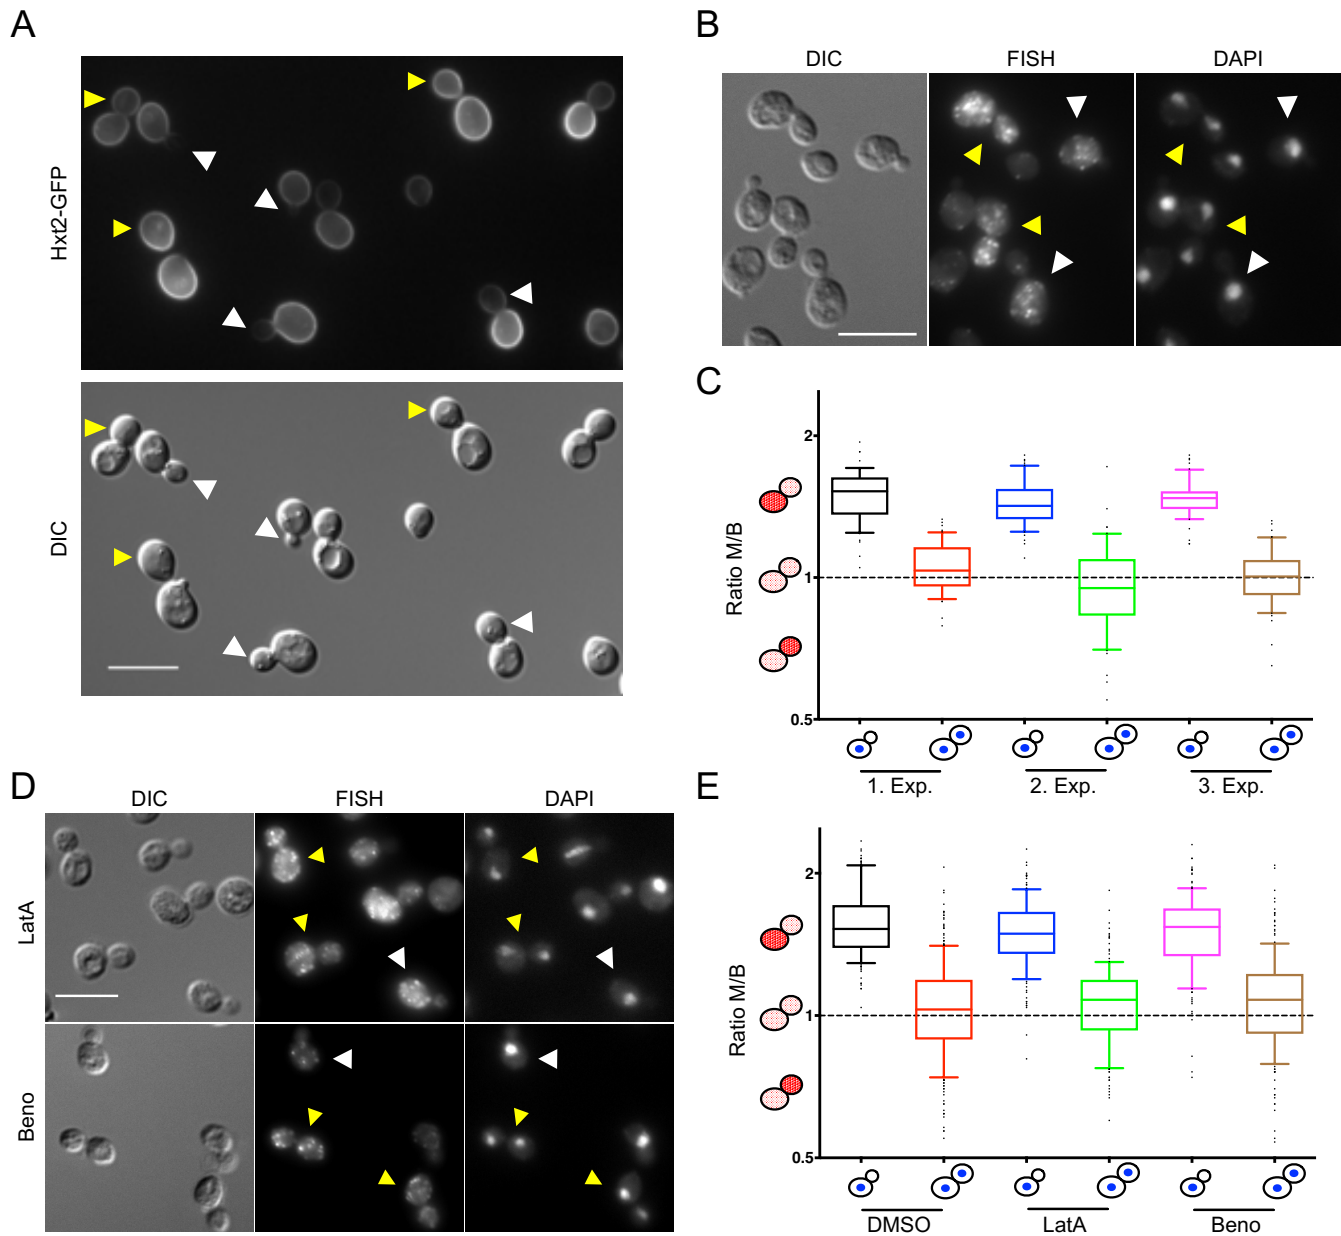 A
Hxt2-GFP
DIC
B
DIC FISH DAPI
C
Ratio M/B
2
1
0.5
1. Exp. 2. Exp. 3. Exp.
D
DIC FISH DAPI
LatA
Beno
E
Ratio M/B
2
1
0.5
DMSO LatA Beno